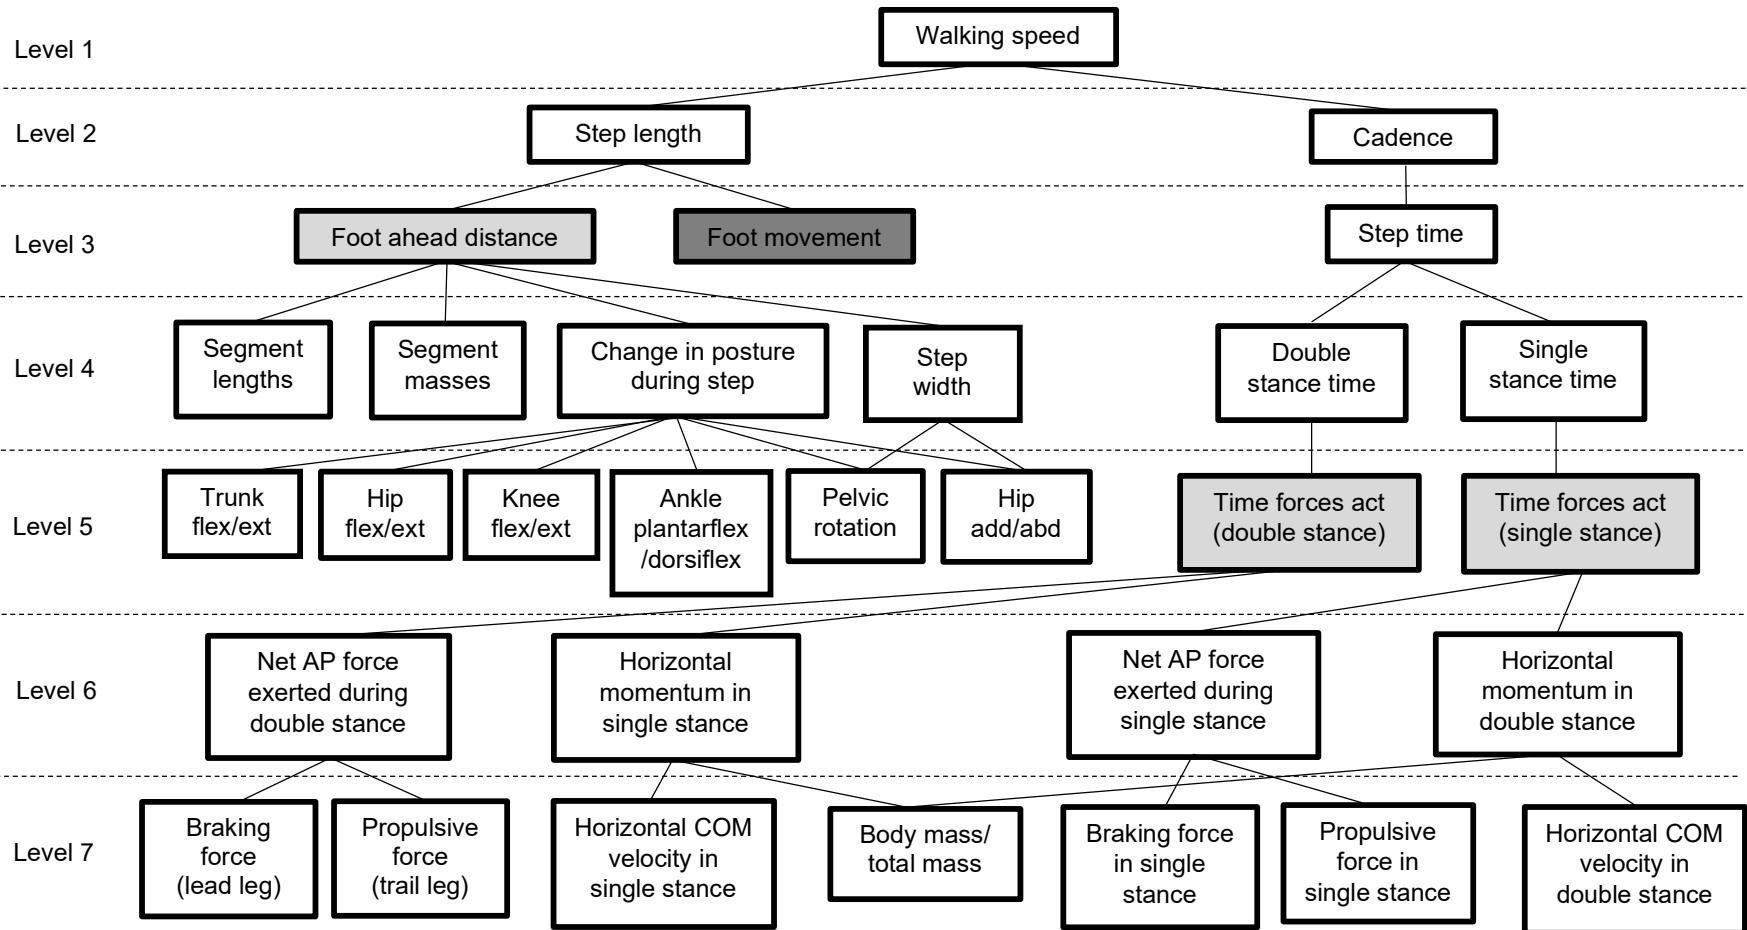 Level 1
Walking speed
Level 2
Step length
Cadence
Level 3
Foot ahead distance
Foot movement
Step time
Level 4
Segment
lengths
Segment
masses
Change in posture
during step
Step
width
Double
stance time
Single
stance time
Level 5
Trunk
flex/ext
Hip
flex/ext
Knee
flex/ext
Ankle
plantarflex
/dorsiflex
Pelvic
rotation
Hip
add/abd
Time forces act
(double stance)
Time forces act
(single stance)
Level 6
Net AP force
exerted during
double stance
Horizontal
momentum in
single stance
Net AP force
exerted during
single stance
Horizontal
momentum in
double stance
Level 7
Braking
force
(lead leg)
Propulsive
force
(trail leg)
Horizontal COM
velocity in
single stance
Body mass/
total mass
Braking force
in single
stance
Propulsive
force in
single stance
Horizontal COM
velocity in
double stance